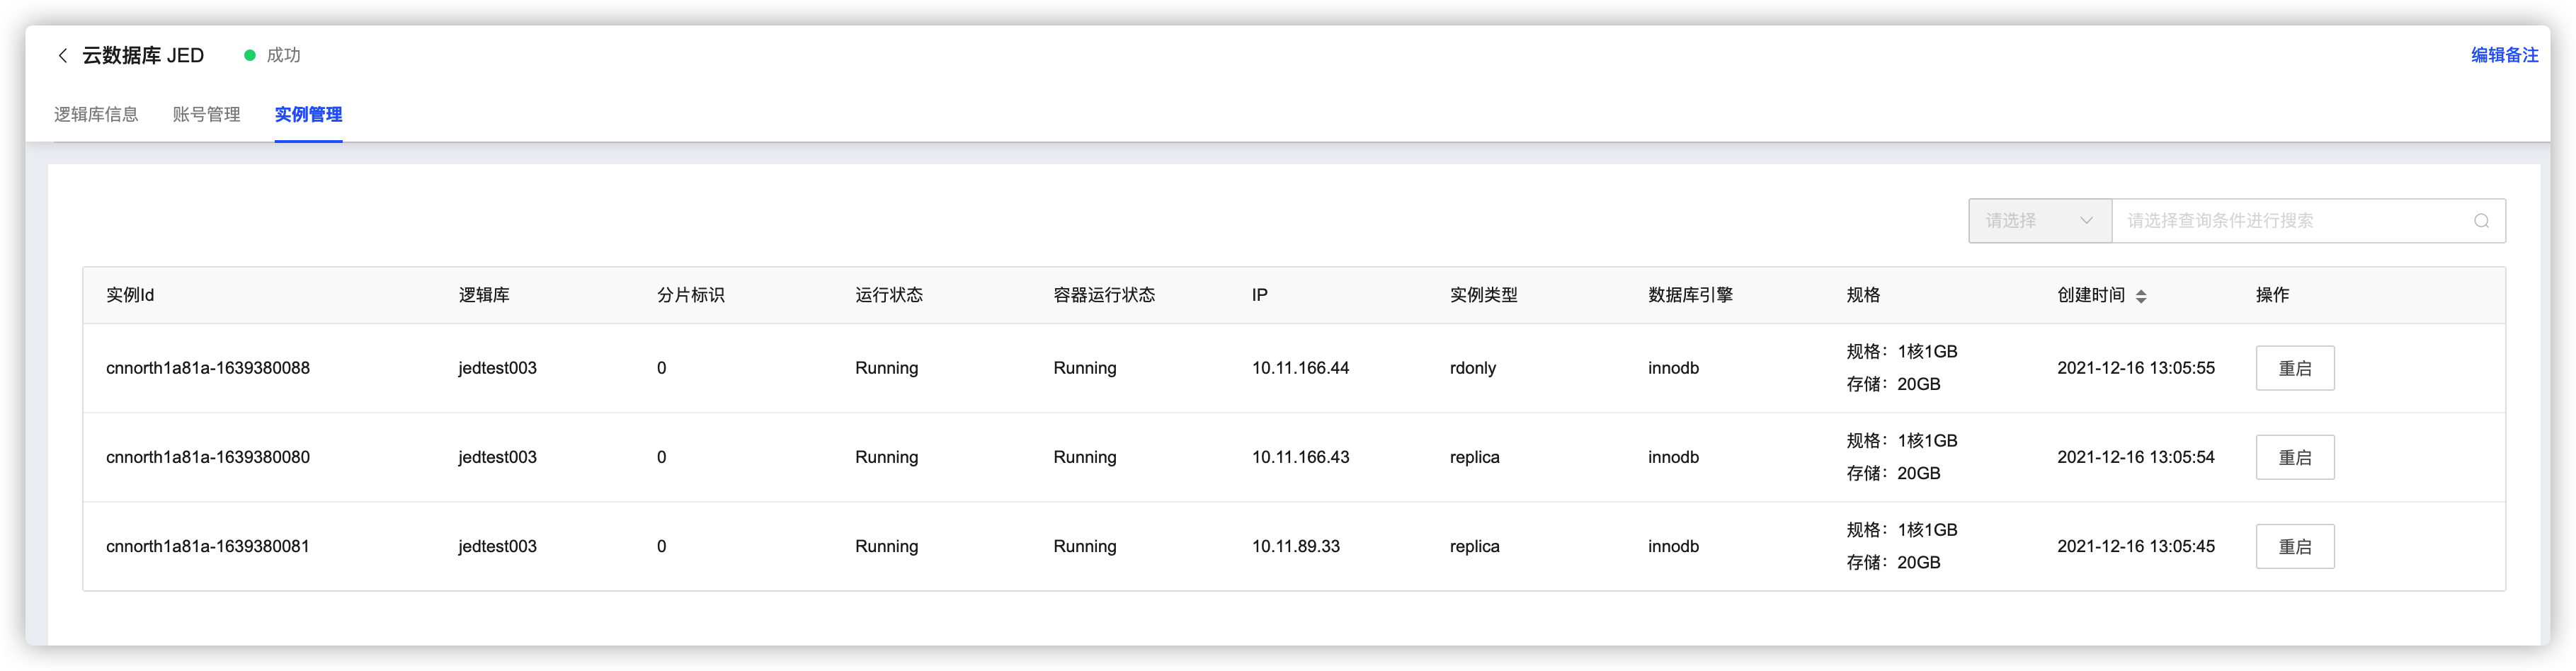 云数据库 JED 成功 编辑备注
逻辑库信息 账号管理 实例管理
请选择 请选择查询条件进行搜索
实例Id 逻辑库 分片标识 运行状态 容器运行状态 IP 实例类型 数据库引擎 规格 创建时间 操作
cnnorth1a81a-1639380088 jedtest003 0 Running Running 10.11.166.44 rdonly innodb 规格：1核1GB 2021-12-16 13:05:55 重启
存储：20GB
cnnorth1a81a-1639380080 jedtest003 0 Running Running 10.11.166.43 replica innodb 规格：1核1GB 2021-12-16 13:05:54 重启
存储：20GB
cnnorth1a81a-1639380081 jedtest003 0 Running Running 10.11.89.33 replica innodb 规格：1核1GB 2021-12-16 13:05:45 重启
存储：20GB